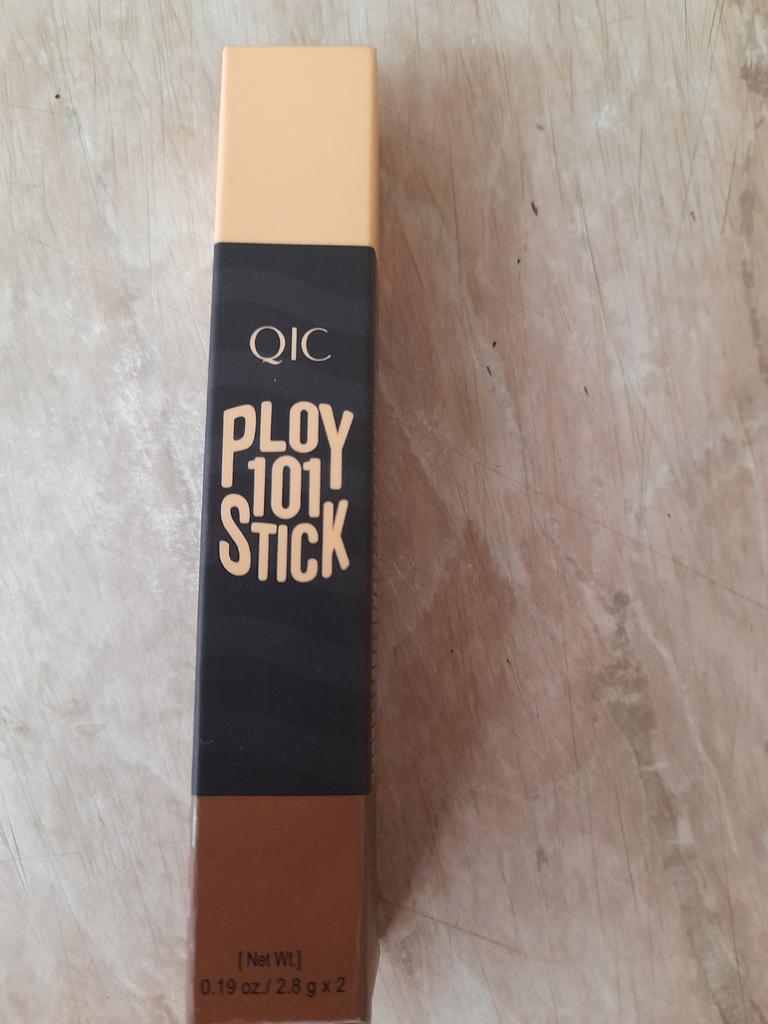 QIC
PLOY
101
STICK
[ Net Wt.]
0.19 oz./ 2.8 g x 2